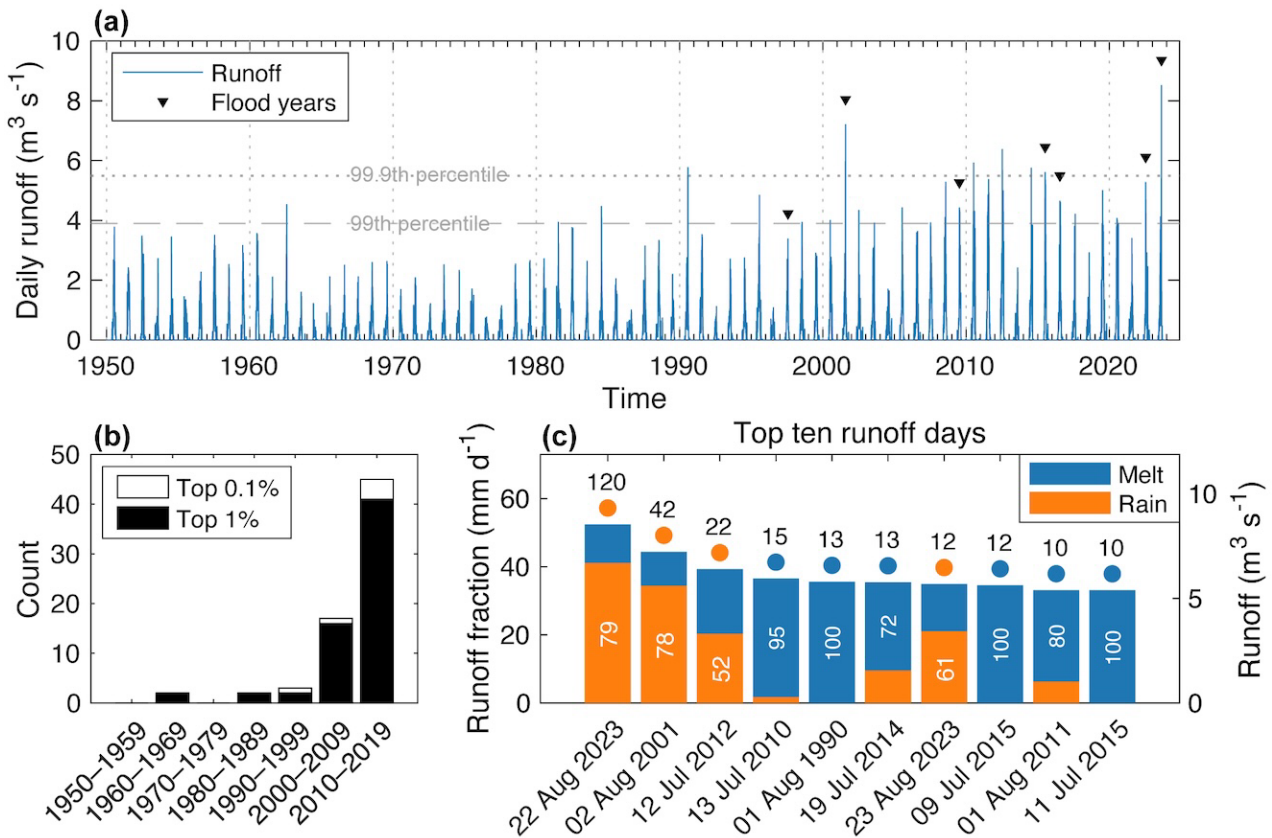 (a)
10
8
6
4
2
0
Daily runoff (m³ s⁻¹)
Runoff
Flood years
99.9th percentile
99th percentile
1950 1960 1970 1980 1990 2000 2010 2020
Time
(b)
50
40
30
20
10
0
Count
Top 0.1%
Top 1%
1950–1959
1960–1969
1970–1979
1980–1989
1990–1999
2000–2009
2010–2019
(c)
Top ten runoff days
Runoff fraction (mm d⁻¹)
60
40
20
0
Melt
Rain
120 42 22 15 13 13 12 12 10 10
79 78 52 95 100 72 61 100 80 100
10
5
0
Runoff (m³ s⁻¹)
22 Aug 2023
02 Aug 2001
12 Jul 2012
13 Jul 2010
01 Aug 1990
19 Jul 2014
23 Aug 2023
09 Jul 2015
01 Aug 2011
11 Jul 2015